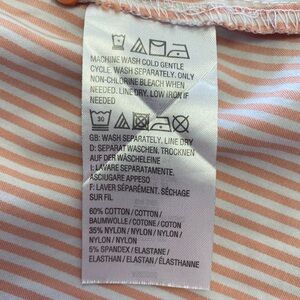 MACHINE WASH COLD GENTLE
CYCLE. WASH SEPARATELY. ONLY
NON-CHLORINE BLEACH WHEN
NEEDED. LINE DRY. LOW IRON IF
NEEDED
30
GB: WASH SEPARATELY. LINE DRY
D: SEPARAT WASCHEN. TROCKNEN
AUF DER WÄSCHELEINE
I: LAVARE SEPARATAMENTE.
ASCIUGARE APPESO
F: LAVER SÉPARÉMENT. SÉCHAGE
SUR FIL
60% COTTON / COTTON /
BAUMWOLLE / COTONE / COTON
35% NYLON / NYLON /
NYLON / NYLON / NYLON
5% SPANDEX / ELASTANE /
ELASTHAN / ELASTAN / ÉLASTHANNE